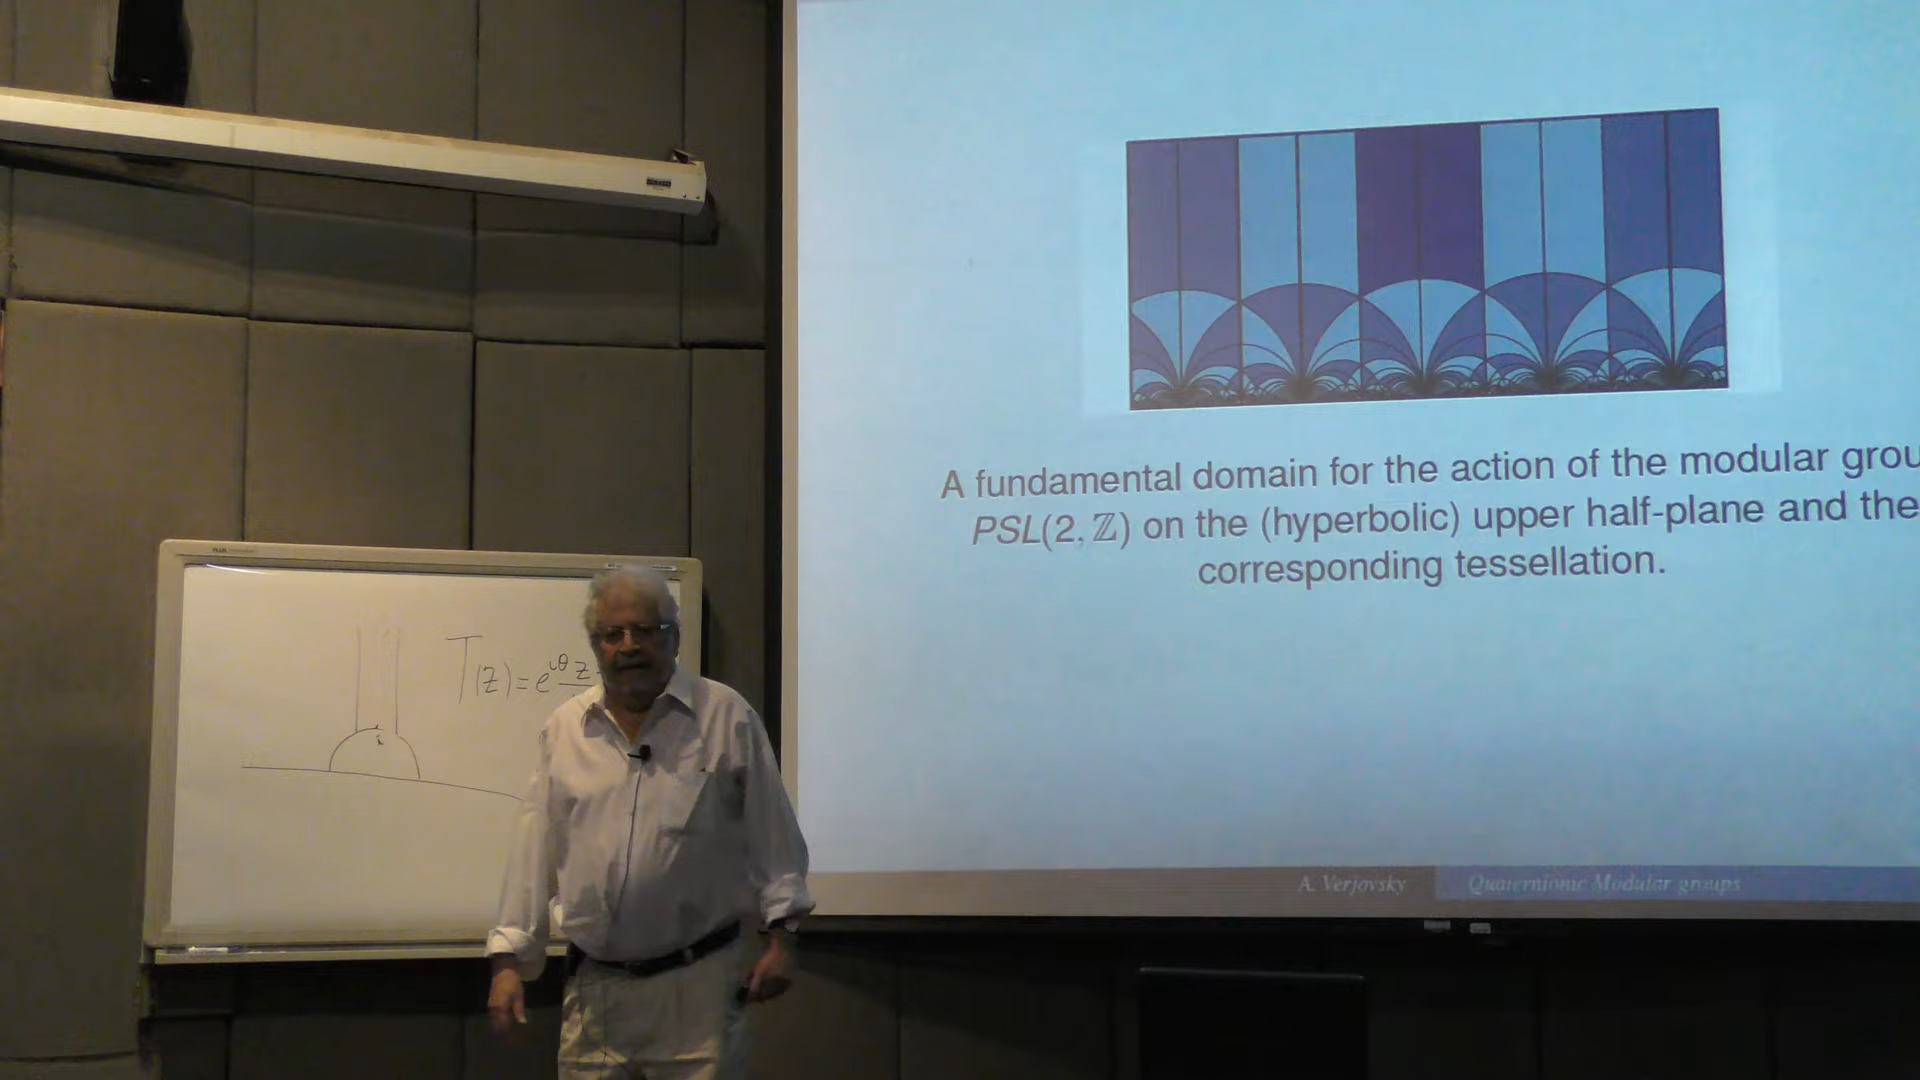 A fundamental domain for the action of the modular grou
PSL(2, ℤ) on the (hyperbolic) upper half-plane and the
corresponding tessellation.
A. Verjovsky
Quaternionic Modular groups
T(z)=e^{iθ} z